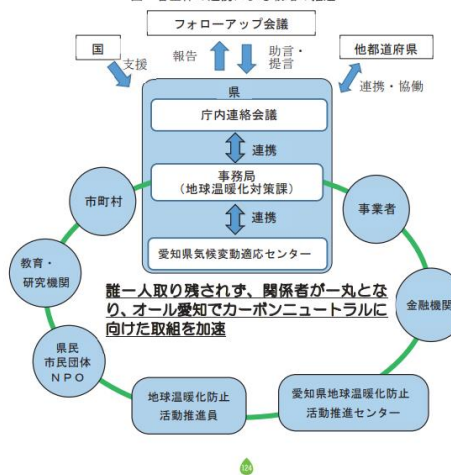 フォローアップ会議
国
他都道府県
支援
報告
助言・
提言
連携・協働
県
庁内連絡会議
連携
事務局
(地球温暖化対策課)
連携
愛知県気候変動適応センター
市町村
事業者
教育・
研究機関
金融機関
誰一人取り残されず、関係者が一丸とな
り、オール愛知でカーボンニュートラルに
向けた取組を加速
県民
市民団体
NPO
地球温暖化防止
活動推進員
愛知県地球温暖化防止
活動推進センター
124